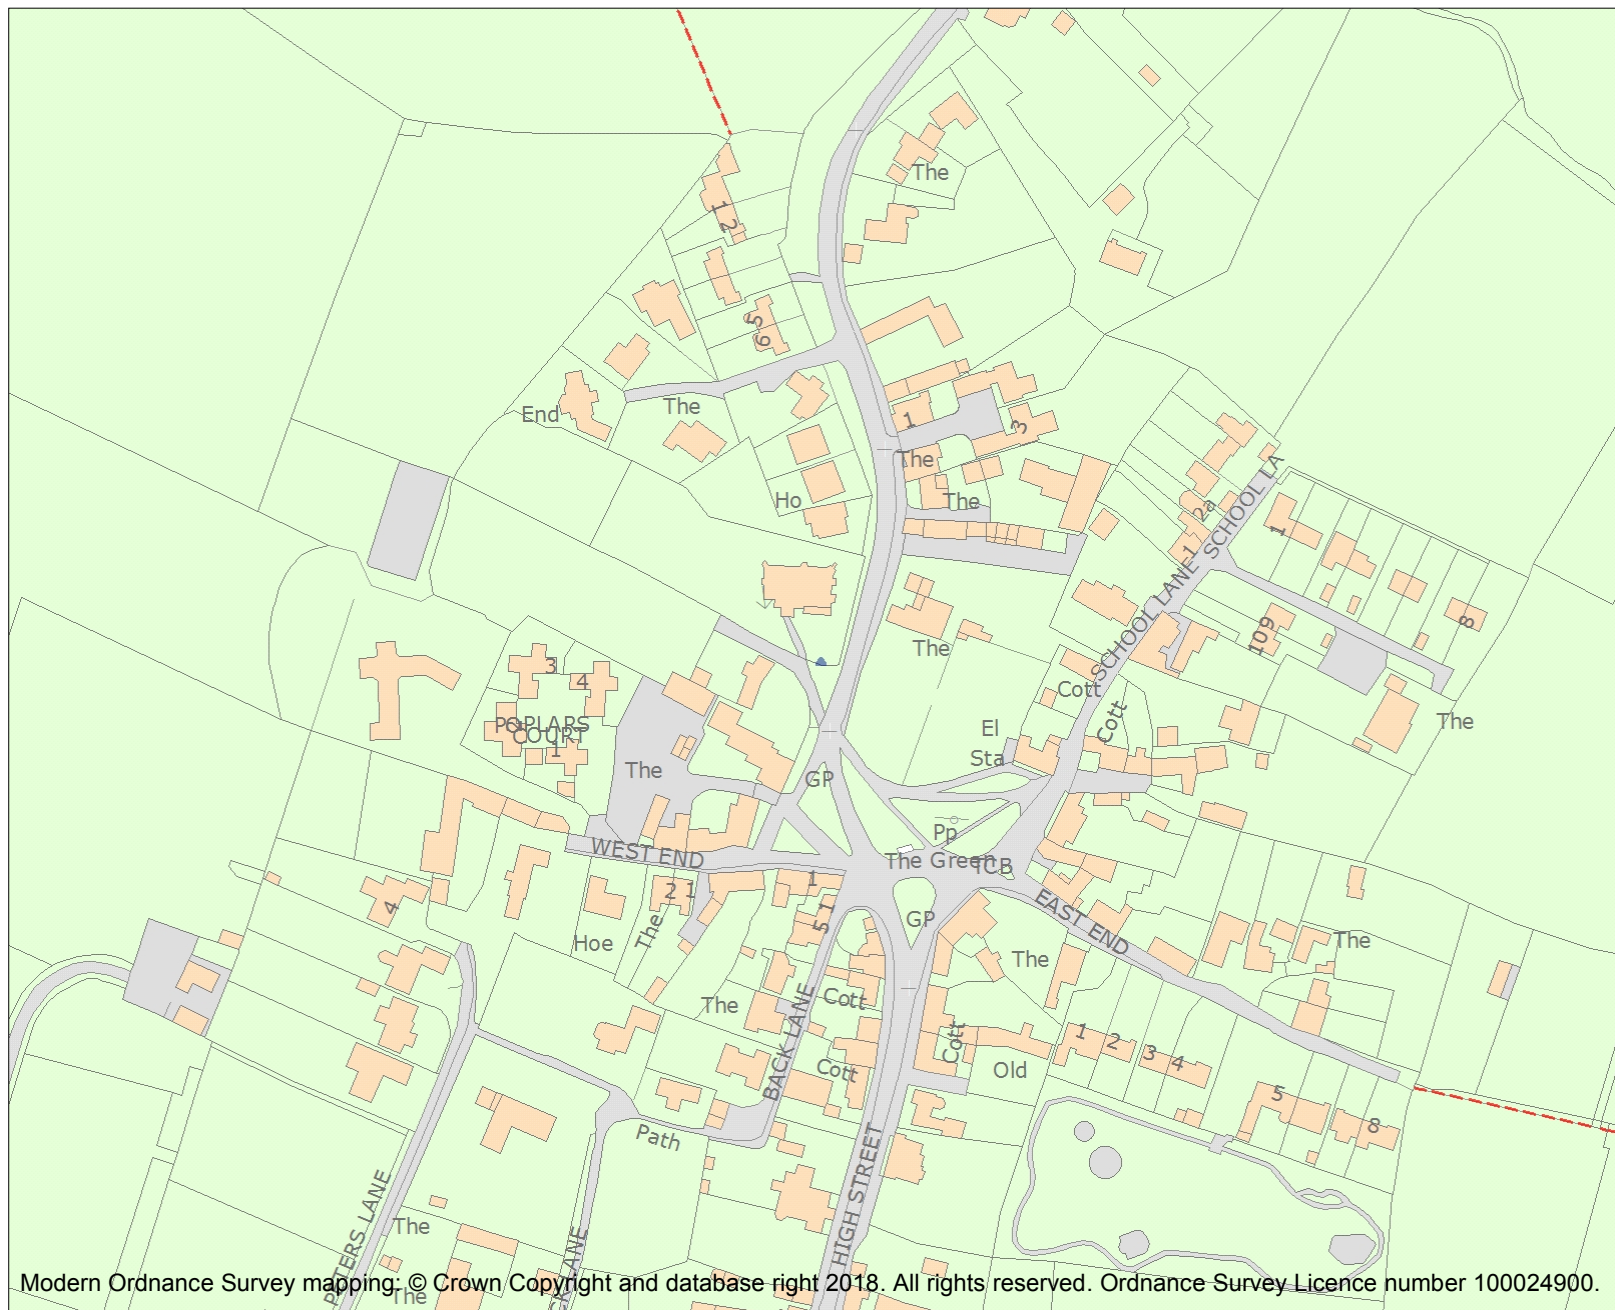 The
1 2
5
6
End
The
1
3
The
The
Ho
2a
1
SCHOOL LA
1
SCHOOL LANE
8
109
The
Cott
Cott
The
3
4
POPLARS
COURT
1
El
Sta
The
GP
Pp
The Green
TCB
WEST END
1
2 1
4
5 1
GP
EAST END
Hoe
The
The
The
The
Cott
BACK LANE
Cott
Cott
Old
1
2
3
4
5
8
Path
HIGH STREET
The
The
Modern Ordnance Survey mapping: © Crown Copyright and database right 2018. All rights reserved. Ordnance Survey Licence number 100024900.